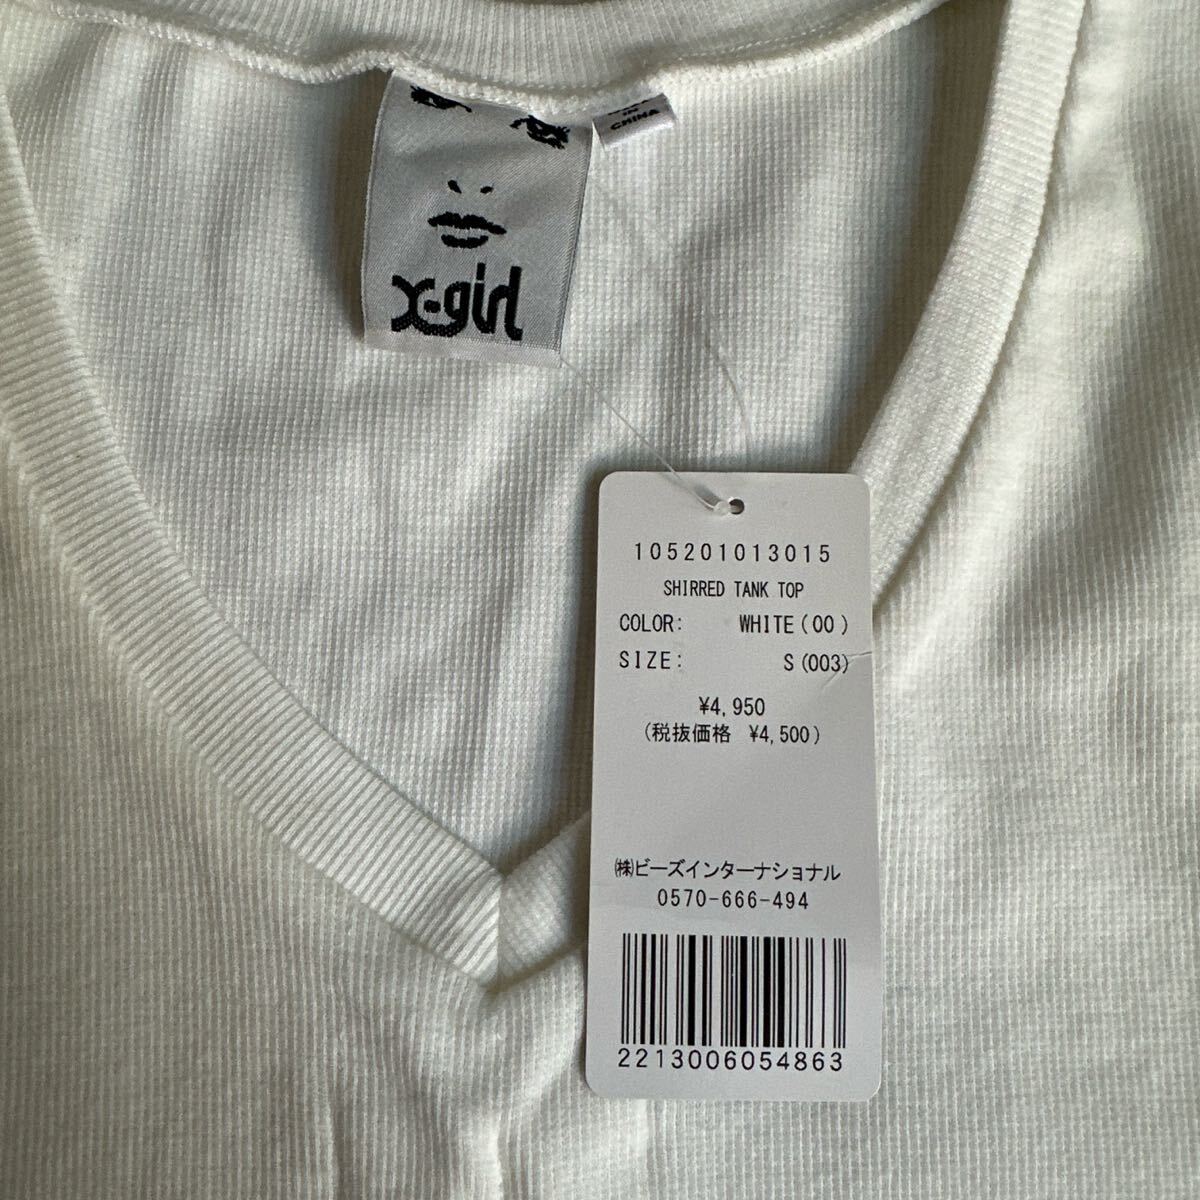 x-girl
IN
CHINA
105201013015
SHIRRED TANK TOP
COLOR: WHITE(00)
SIZE: S(003)
¥4,950
(税抜価格 ¥4,500)
㈱ビーズインターナショナル
0570-666-494
2213006054863